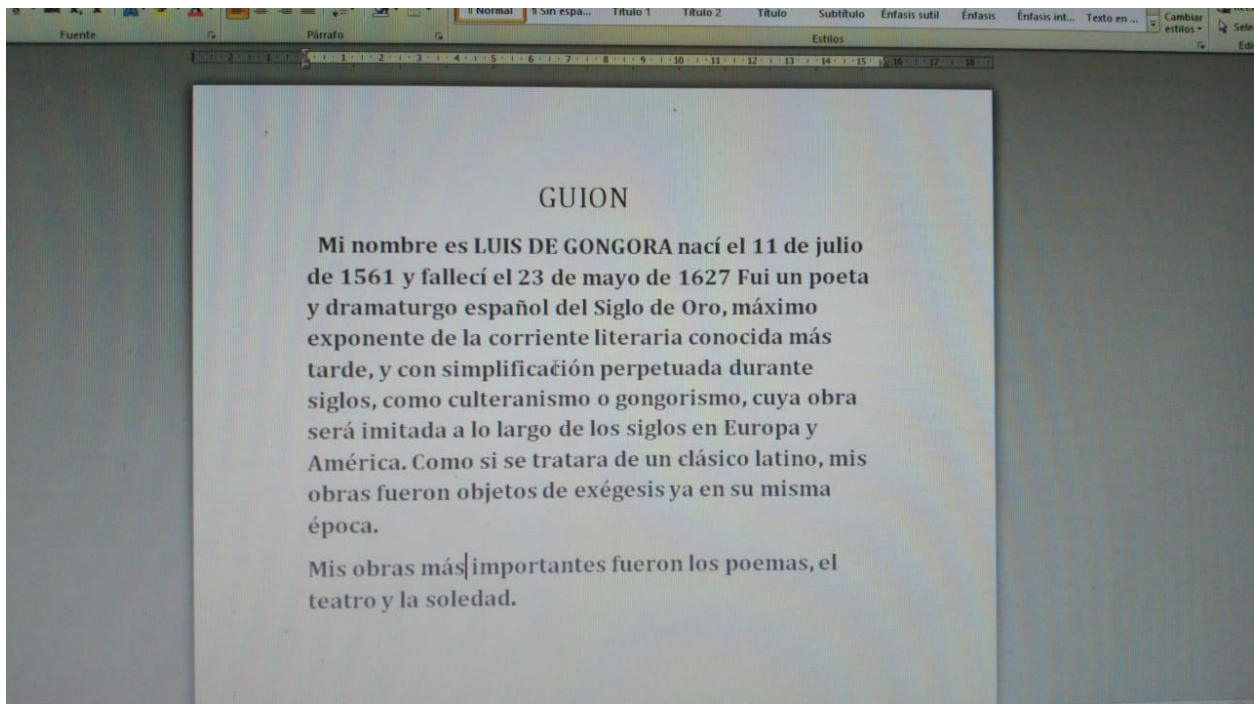 Normal
Sin espa...
Título 1
Título 2
Título
Subtítulo
Énfasis sutil
Énfasis
Énfasis int...
Texto en ...
Cambiar
estilos
Fuente
Párrafo
Estilos
GUION
Mi nombre es LUIS DE GONGORA nací el 11 de julio
de 1561 y fallecí el 23 de mayo de 1627 Fui un poeta
y dramaturgo español del Siglo de Oro, máximo
exponente de la corriente literaria conocida más
tarde, y con simplificación perpetuada durante
siglos, como culteranismo o gongorismo, cuya obra
será imitada a lo largo de los siglos en Europa y
América. Como si se tratara de un clásico latino, mis
obras fueron objetos de exégesis ya en su misma
época.
Mis obras más importantes fueron los poemas, el
teatro y la soledad.